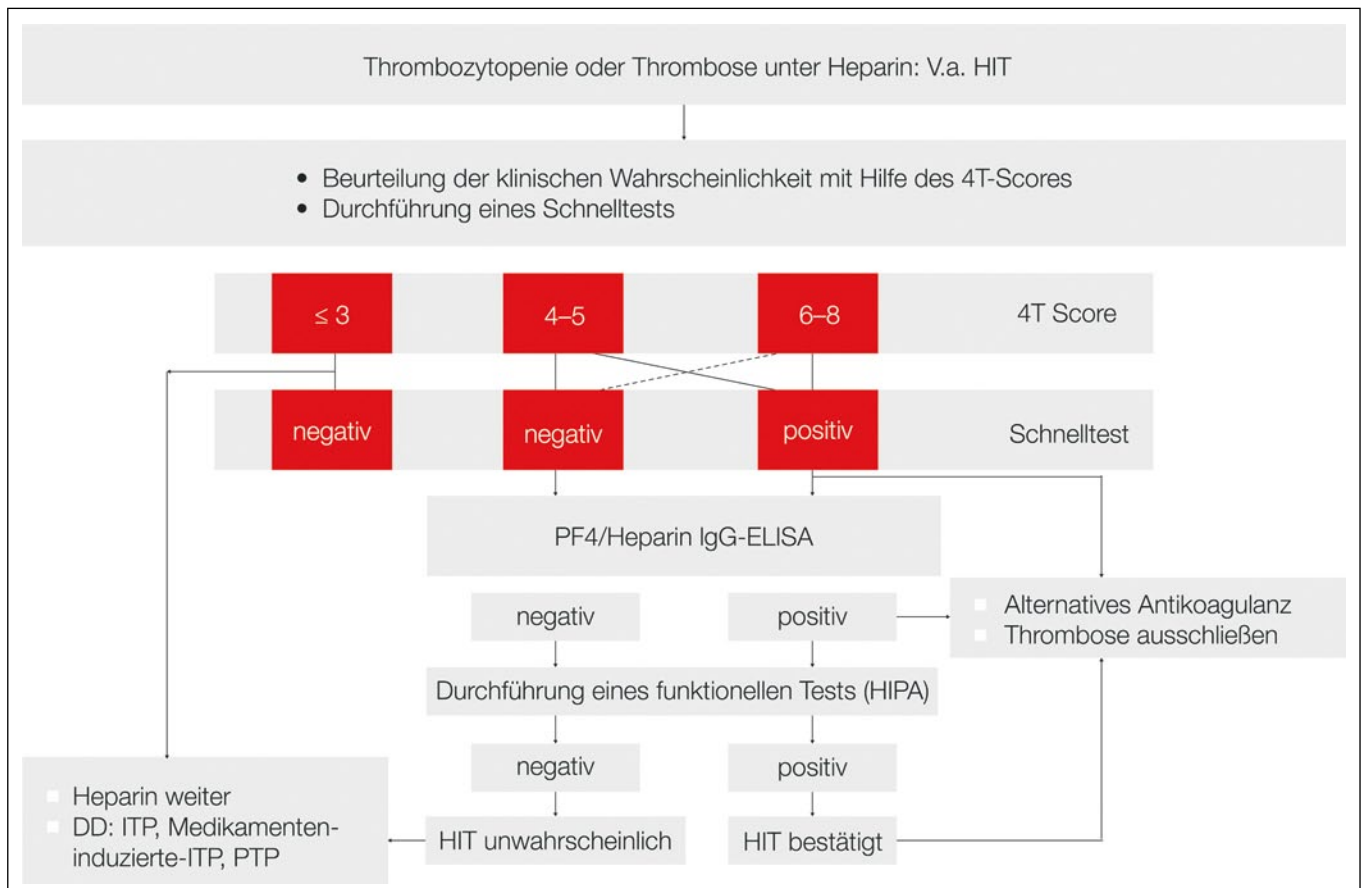 Thrombozytopenie oder Thrombose unter Heparin: V.a. HIT
• Beurteilung der klinischen Wahrscheinlichkeit mit Hilfe des 4T-Scores
• Durchführung eines Schnelltests
≤ 3
4–5
6–8
4T Score
negativ
negativ
positiv
Schnelltest
PF4/Heparin IgG-ELISA
negativ
positiv
Alternatives Antikoagulanz
Thrombose ausschließen
Durchführung eines funktionellen Tests (HIPA)
negativ
positiv
Heparin weiter
DD: ITP, Medikamenten-
induzierte-ITP, PTP
HIT unwahrscheinlich
HIT bestätigt